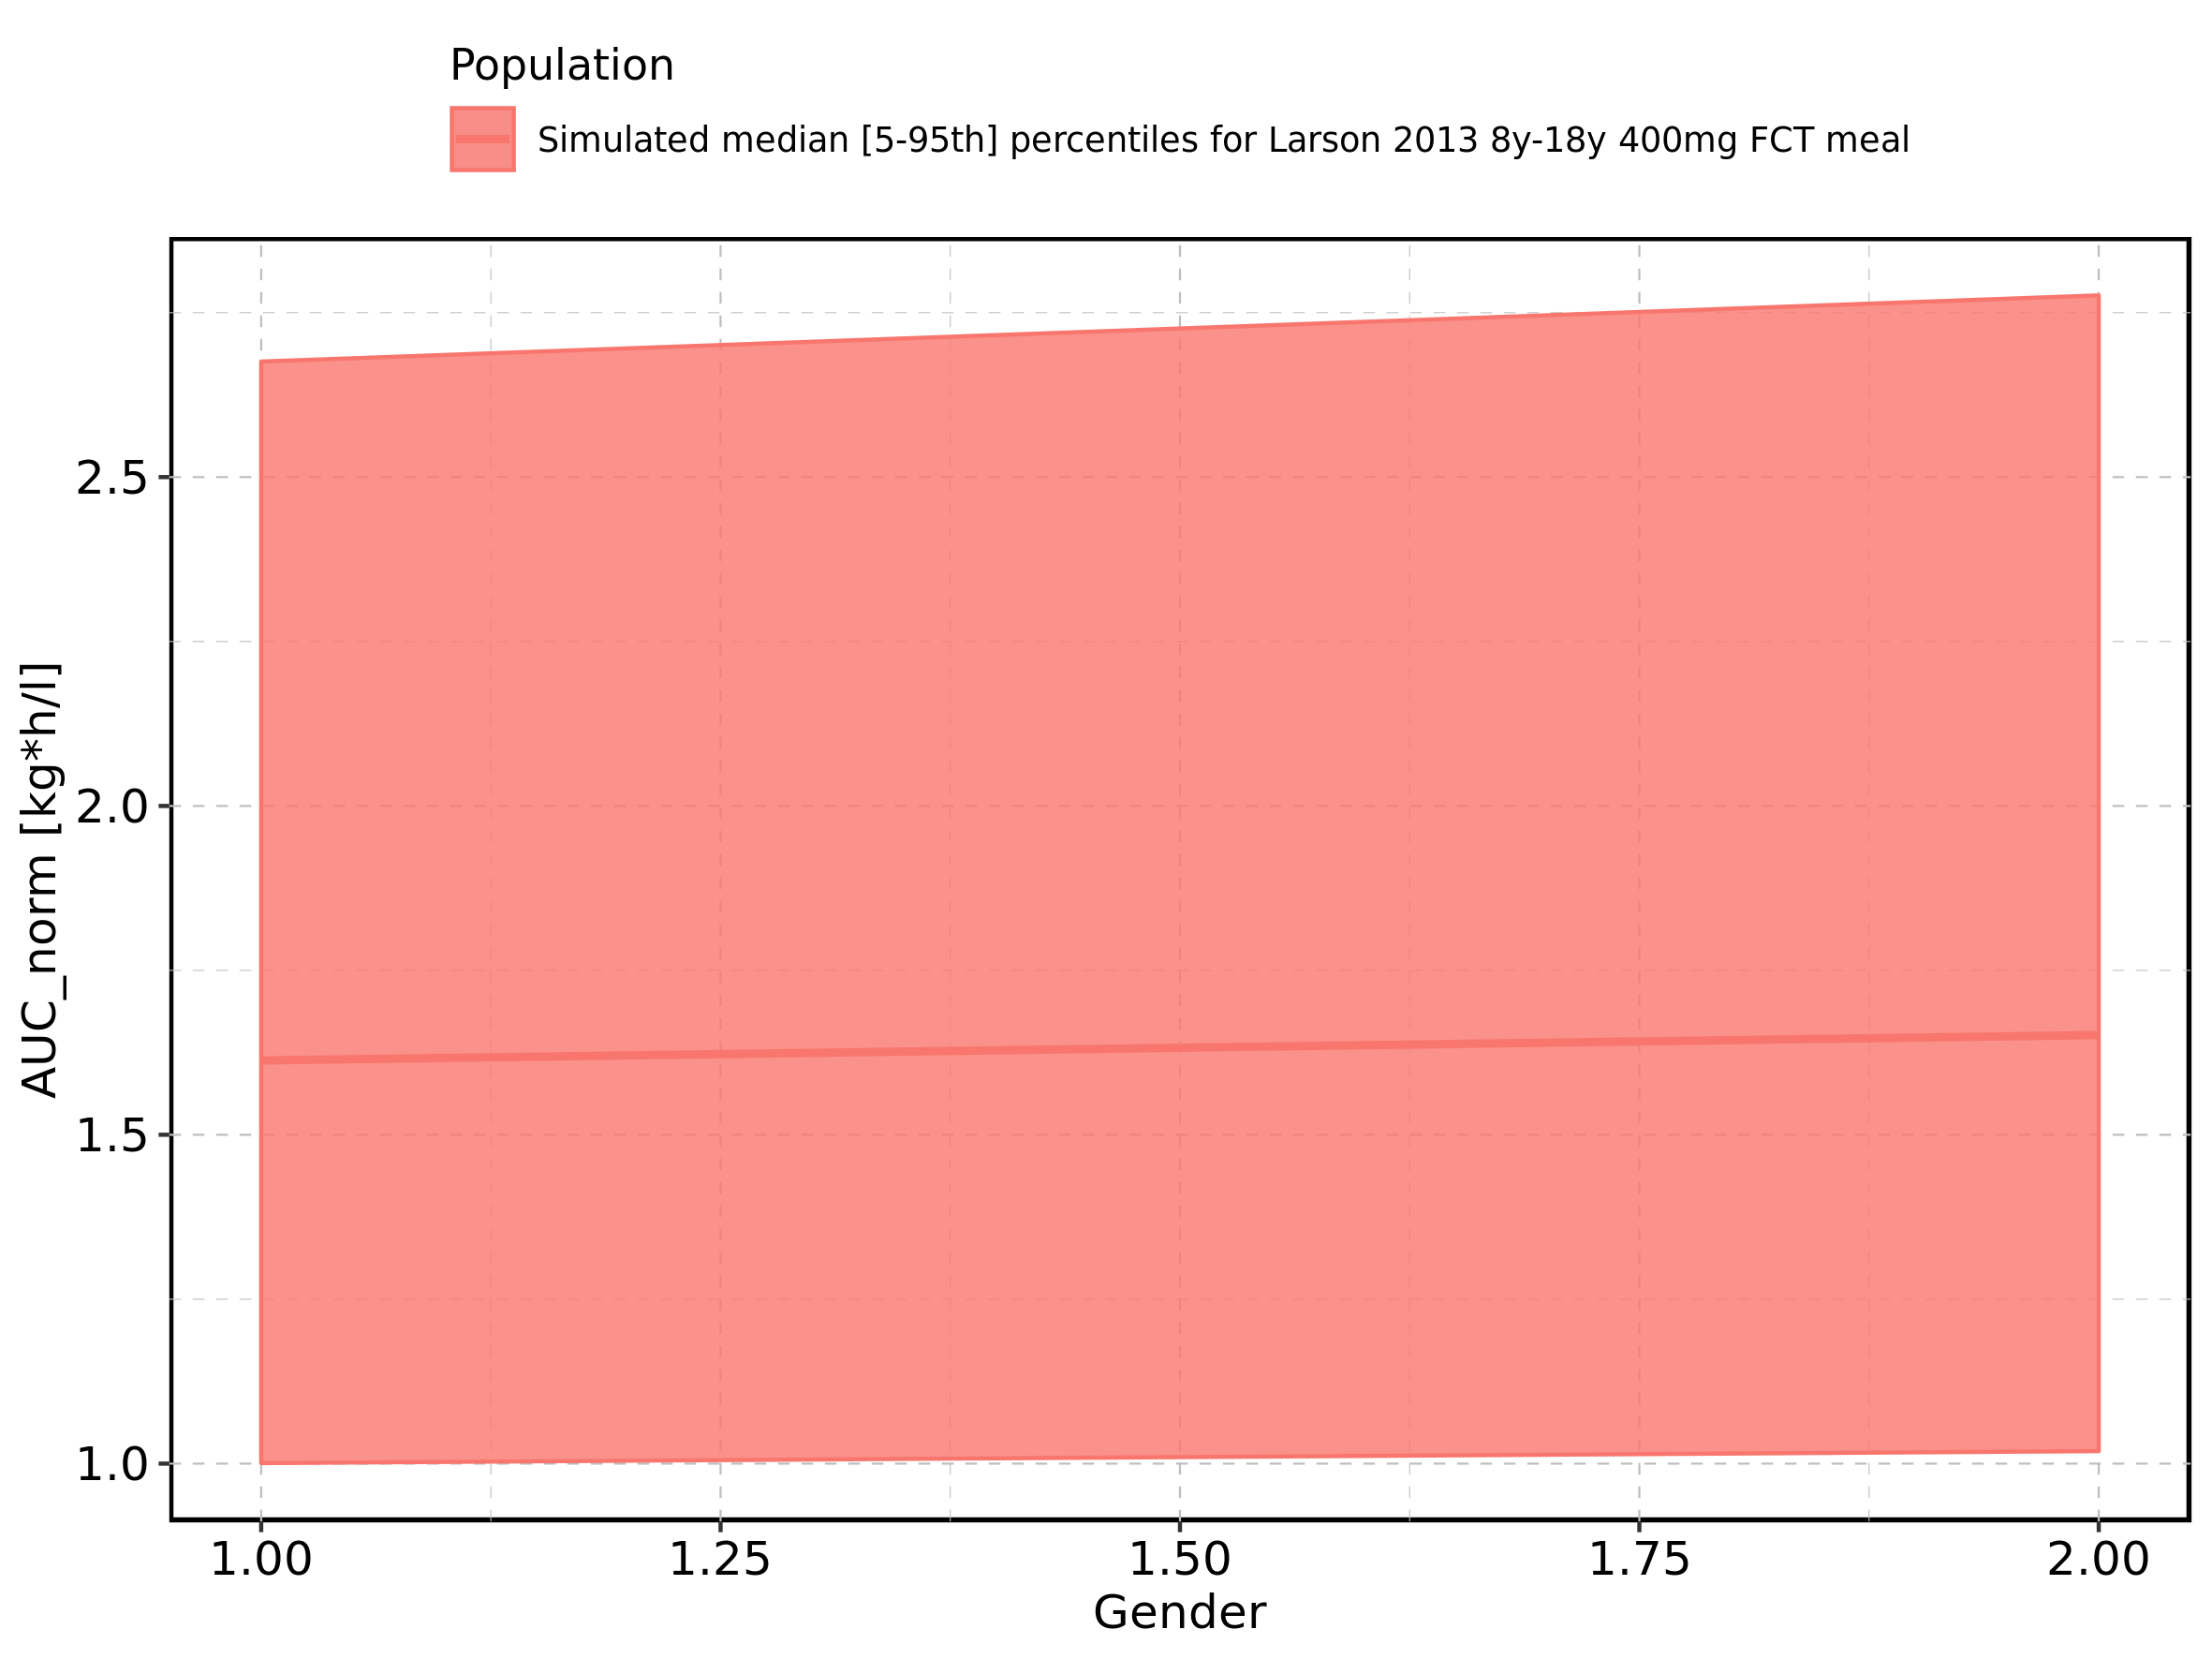 Population
Simulated median [5-95th] percentiles for Larson 2013 8y-18y 400mg FCT meal
AUC_norm [kg*h/l]
2.5
2.0
1.5
1.0
1.00 1.25 1.50 1.75 2.00
Gender